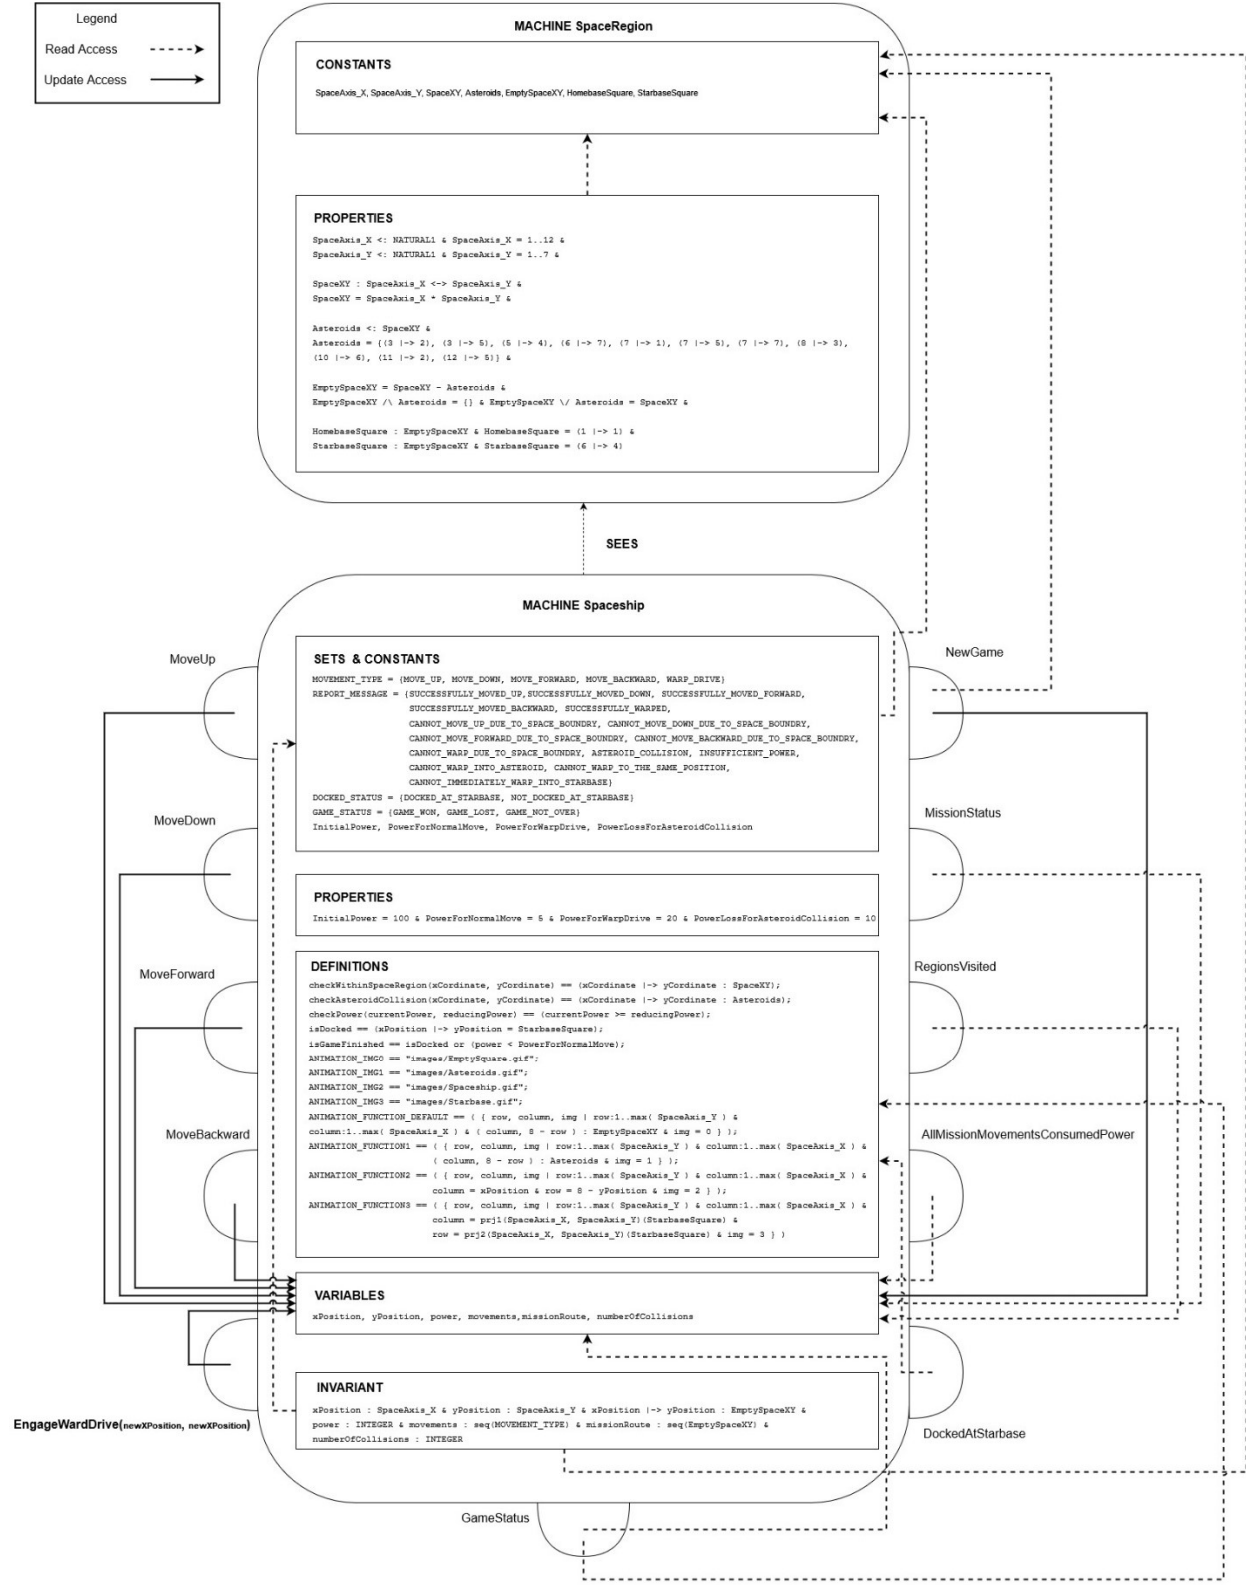 Legend
Read Access
Update Access
MACHINE SpaceRegion
CONSTANTS
SpaceAxis_X, SpaceAxis_Y, SpaceXY, Asteroids, EmptySpaceXY, HomebaseSquare, StarbaseSquare
PROPERTIES
SpaceAxis_X <: NATURAL1 & SpaceAxis_X = 1..12 &
SpaceAxis_Y <: NATURAL1 & SpaceAxis_Y = 1..7 &
SpaceXY : SpaceAxis_X <-> SpaceAxis_Y &
SpaceXY = SpaceAxis_X * SpaceAxis_Y &
Asteroids <: SpaceXY &
Asteroids = {(3 |-> 2), (3 |-> 5), (5 |-> 4), (6 |-> 7), (7 |-> 1), (7 |-> 5), (7 |-> 7), (8 |-> 3),
(10 |-> 6), (11 |-> 2), (12 |-> 5)} &
EmptySpaceXY = SpaceXY - Asteroids &
EmptySpaceXY /\ Asteroids = {} & EmptySpaceXY \/ Asteroids = SpaceXY &
HomebaseSquare : EmptySpaceXY & HomebaseSquare = (1 |-> 1) &
StarbaseSquare : EmptySpaceXY & StarbaseSquare = (6 |-> 4)
SEES
MACHINE Spaceship
MoveUp
NewGame
SETS & CONSTANTS
MOVEMENT_TYPE = {MOVE_UP, MOVE_DOWN, MOVE_FORWARD, MOVE_BACKWARD, WARP_DRIVE}
REPORT_MESSAGE = {SUCCESSFULLY_MOVED_UP,SUCCESSFULLY_MOVED_DOWN, SUCCESSFULLY_MOVED_FORWARD,
SUCCESSFULLY_MOVED_BACKWARD, SUCCESSFULLY_WARPED,
CANNOT_MOVE_UP_DUE_TO_SPACE_BOUNDRY, CANNOT_MOVE_DOWN_DUE_TO_SPACE_BOUNDRY,
CANNOT_MOVE_FORWARD_DUE_TO_SPACE_BOUNDRY, CANNOT_MOVE_BACKWARD_DUE_TO_SPACE_BOUNDRY,
CANNOT_WARP_DUE_TO_SPACE_BOUNDRY, ASTEROID_COLLISION, INSUFFICIENT_POWER,
CANNOT_WARP_INTO_ASTEROID, CANNOT_WARP_TO_THE_SAME_POSITION,
CANNOT_IMMEDIATELY_WARP_INTO_STARBASE}
DOCKED_STATUS = {DOCKED_AT_STARBASE, NOT_DOCKED_AT_STARBASE}
GAME_STATUS = {GAME_WON, GAME_LOST, GAME_NOT_OVER}
InitialPower, PowerForNormalMove, PowerForWarpDrive, PowerLossForAsteroidCollision
MoveDown
MissionStatus
PROPERTIES
InitialPower = 100 & PowerForNormalMove = 5 & PowerForWarpDrive = 20 & PowerLossForAsteroidCollision = 10
MoveForward
RegionsVisited
DEFINITIONS
checkWithinSpaceRegion(xCordinate, yCordinate) == (xCordinate |-> yCordinate : SpaceXY);
checkAsteroidCollision(xCordinate, yCordinate) == (xCordinate |-> yCordinate : Asteroids);
checkPower(currentPower, reducingPower) == (currentPower >= reducingPower);
isDocked == (xPosition |-> yPosition = StarbaseSquare);
isGameFinished == isDocked or (power < PowerForNormalMove);
ANIMATION_IMG0 == "images/EmptySquare.gif";
ANIMATION_IMG1 == "images/Asteroids.gif";
ANIMATION_IMG2 == "images/Spaceship.gif";
ANIMATION_IMG3 == "images/Starbase.gif";
ANIMATION_FUNCTION_DEFAULT == ( { row, column, img | row:1..max( SpaceAxis_Y ) &
column:1..max( SpaceAxis_X ) & ( column, 8 - row ) : EmptySpaceXY & img = 0 } );
ANIMATION_FUNCTION1 == ( { row, column, img | row:1..max( SpaceAxis_Y ) & column:1..max( SpaceAxis_X ) &
( column, 8 - row ) : Asteroids & img = 1 } );
ANIMATION_FUNCTION2 == ( { row, column, img | row:1..max( SpaceAxis_Y ) & column:1..max( SpaceAxis_X ) &
column = xPosition & row = 8 - yPosition & img = 2 } );
ANIMATION_FUNCTION3 == ( { row, column, img | row:1..max( SpaceAxis_Y ) & column:1..max( SpaceAxis_X ) &
column = prj1(SpaceAxis_X, SpaceAxis_Y)(StarbaseSquare) &
row = prj2(SpaceAxis_X, SpaceAxis_Y)(StarbaseSquare) & img = 3 } )
MoveBackward
AllMissionMovementsConsumedPower
VARIABLES
xPosition, yPosition, power, movements,missionRoute, numberOfCollisions
INVARIANT
xPosition : SpaceAxis_X & yPosition : SpaceAxis_Y & xPosition |-> yPosition : EmptySpaceXY &
power : INTEGER & movements : seq(MOVEMENT_TYPE) & missionRoute : seq(EmptySpaceXY) &
numberOfCollisions : INTEGER
EngageWardDrive(newXPosition, newXPosition)
DockedAtStarbase
GameStatus